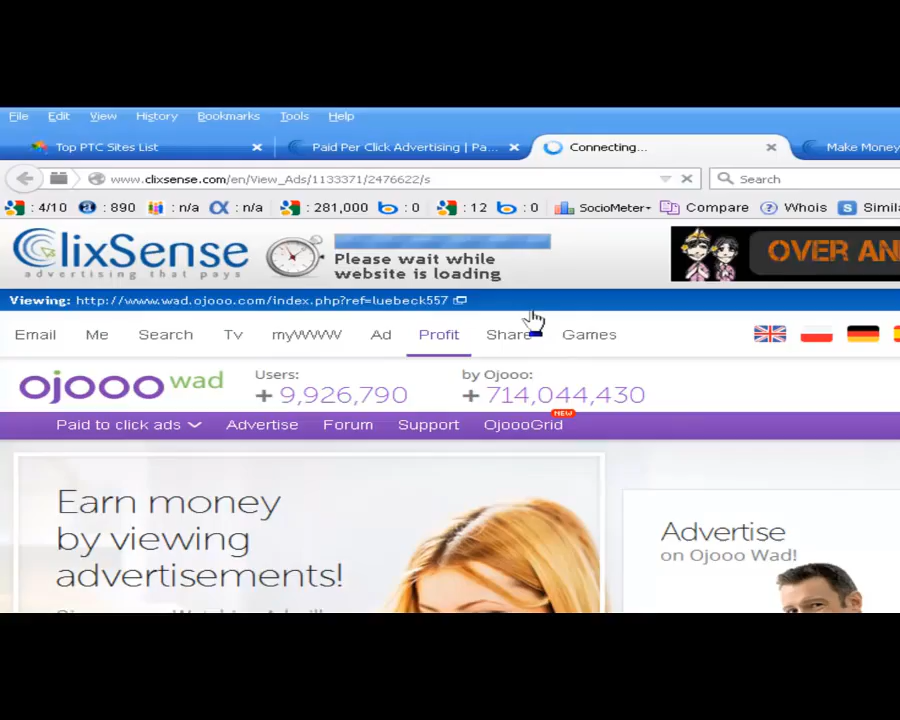 File Edit View History Bookmarks Tools Help
Top PTC Sites List Paid Per Click Advertising | Pa... Connecting... Make Money
www.clixsense.com/en/View_Ads/1133371/2476622/s Search
: 4/10 : 890 : n/a : n/a : 281,000 : 0 : 12 : 0 SocioMeter Compare Whois Simil
ClixSense
advertising that pays
Please wait while
website is loading
OVER AN
Viewing: http://www.wad.ojooo.com/index.php?ref=luebeck557
Email Me Search Tv myWWW Ad Profit Share Games
ojooo wad
Users:
+ 9,926,790
by Ojooo:
+ 714,044,430
NEW
Paid to click ads Advertise Forum Support OjoooGrid
Earn money
by viewing
advertisements!
Advertise
on Ojooo Wad!